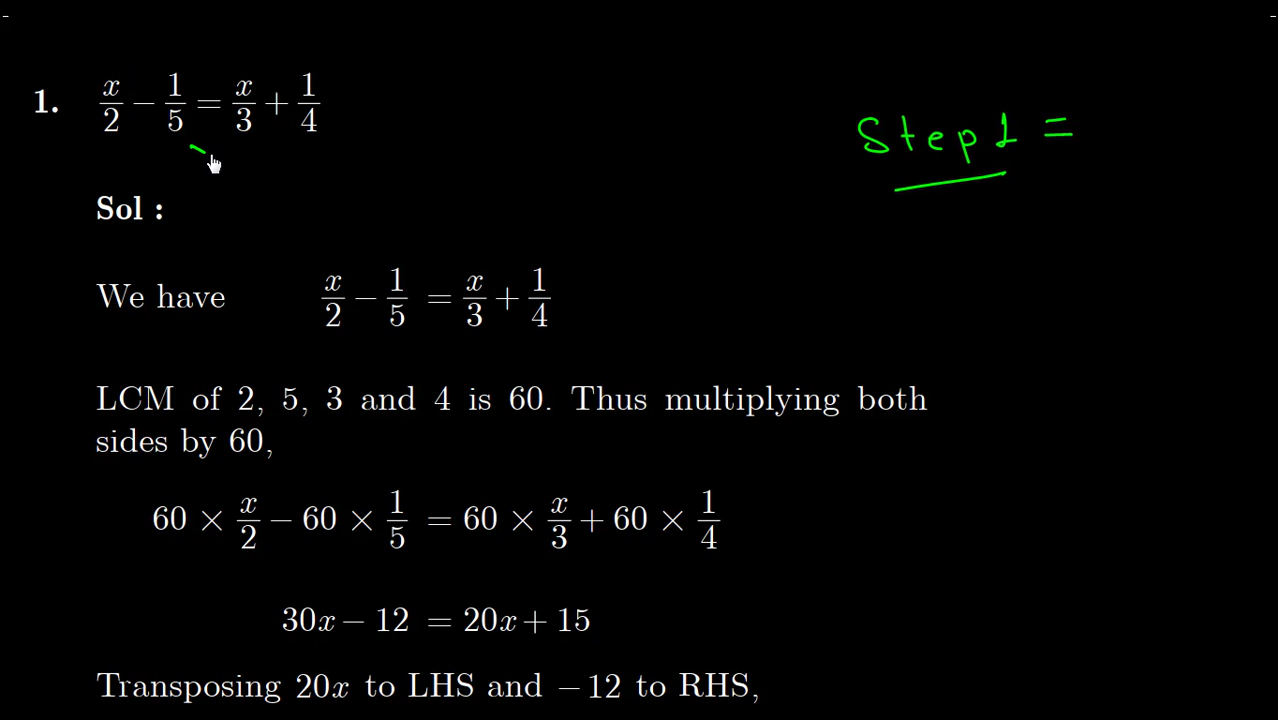 1. x/2 − 1/5 = x/3 + 1/4
Step 1 =
Sol :
We have x/2 − 1/5 = x/3 + 1/4
LCM of 2, 5, 3 and 4 is 60. Thus multiplying both
sides by 60,
60 × x/2 − 60 × 1/5 = 60 × x/3 + 60 × 1/4
30x − 12 = 20x + 15
Transposing 20x to LHS and −12 to RHS,